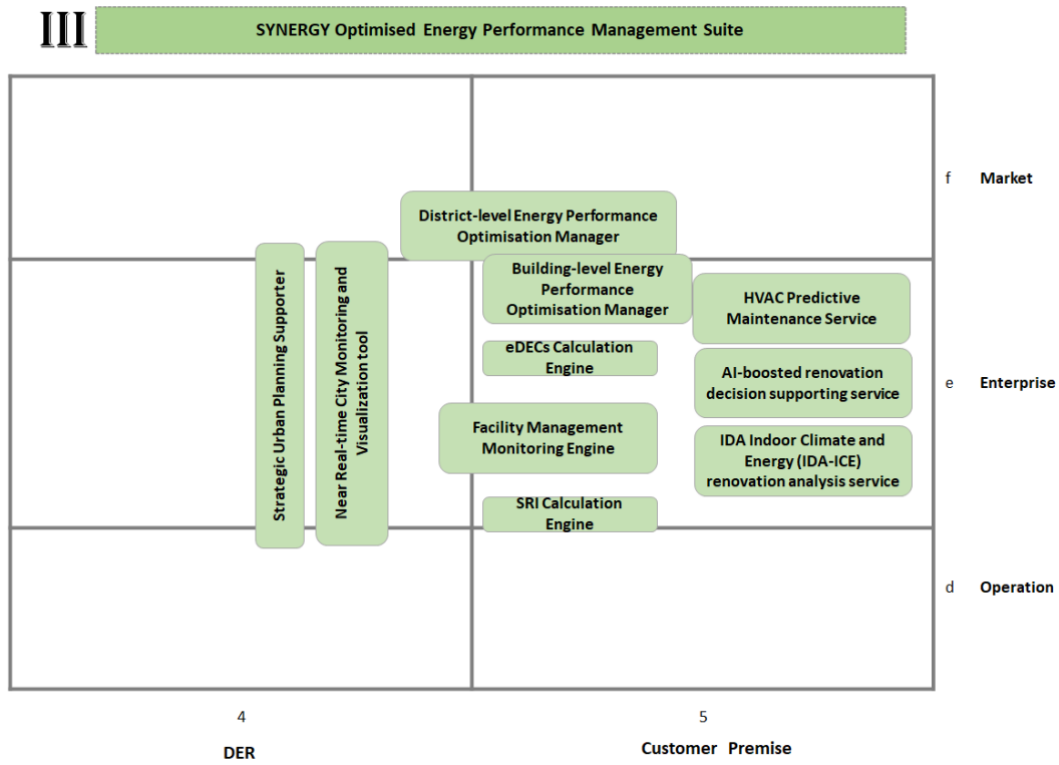 III
SYNERGY Optimised Energy Performance Management Suite
f Market
District-level Energy Performance
Optimisation Manager
Strategic Urban Planning Supporter
Near Real-time City Monitoring and
Visualization tool
Building-level Energy
Performance
Optimisation Manager
HVAC Predictive
Maintenance Service
eDECs Calculation
Engine
AI-boosted renovation
decision supporting service
e Enterprise
Facility Management
Monitoring Engine
IDA Indoor Climate and
Energy (IDA-ICE)
renovation analysis service
SRI Calculation
Engine
d Operation
4
DER
5
Customer Premise